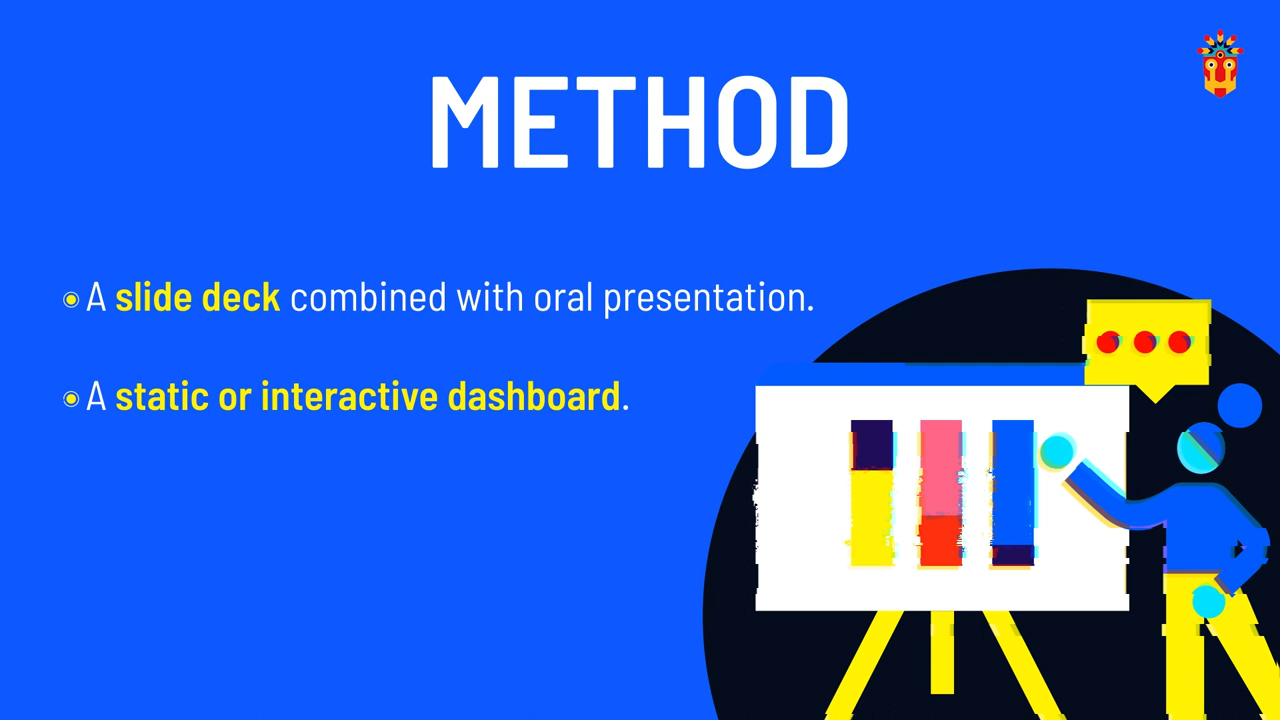 METHOD
A slide deck combined with oral presentation.
A static or interactive dashboard.